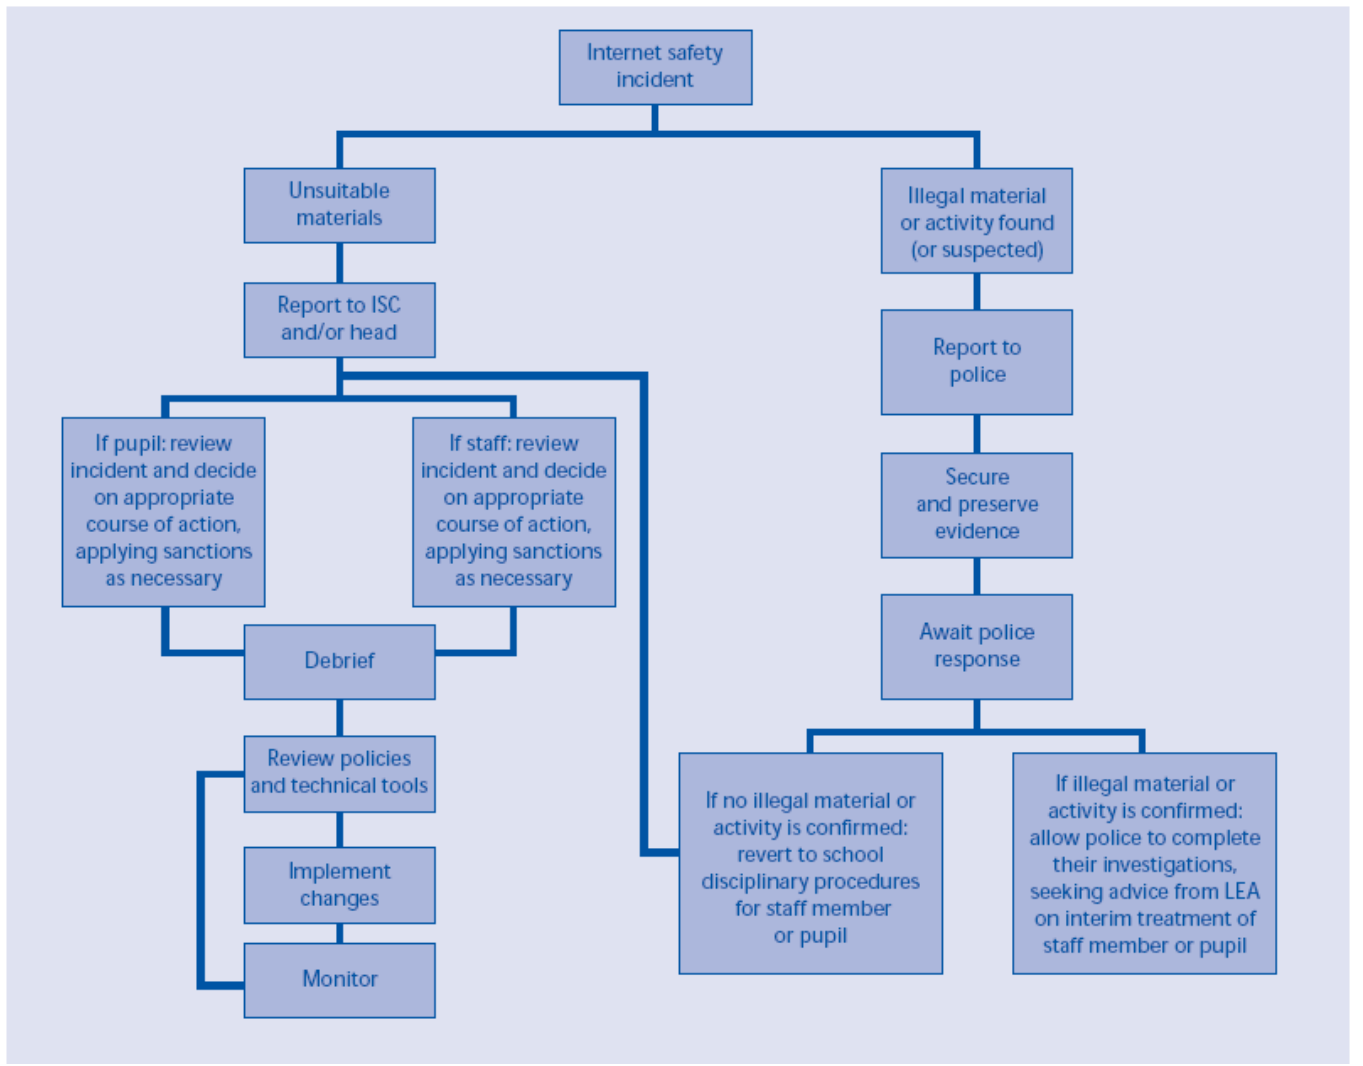 Internet safety
incident
Unsuitable
materials
Illegal material
or activity found
(or suspected)
Report to ISC
and/or head
Report to
police
If pupil: review
incident and decide
on appropriate
course of action,
applying sanctions
as necessary
If staff: review
incident and decide
on appropriate
course of action,
applying sanctions
as necessary
Secure
and preserve
evidence
Debrief
Await police
response
Review policies
and technical tools
Implement
changes
Monitor
If no illegal material or
activity is confirmed:
revert to school
disciplinary procedures
for staff member
or pupil
If illegal material or
activity is confirmed:
allow police to complete
their investigations,
seeking advice from LEA
on interim treatment of
staff member or pupil